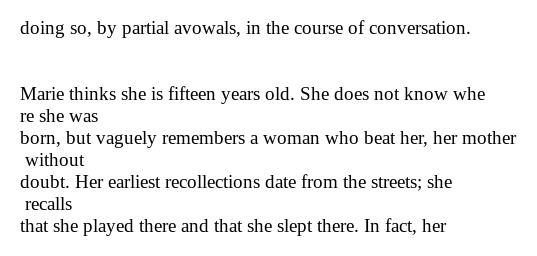 doing so, by partial avowals, in the course of conversation.
Marie thinks she is fifteen years old. She does not know whe
re she was
born, but vaguely remembers a woman who beat her, her mother
without
doubt. Her earliest recollections date from the streets; she
recalls
that she played there and that she slept there. In fact, her